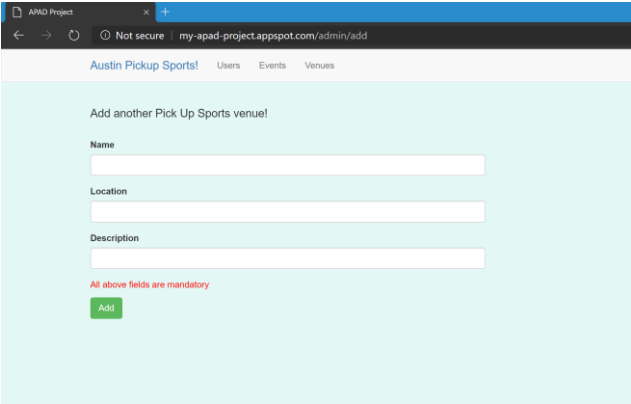 APAD Project
Not secure | my-apad-project.appspot.com/admin/add
Austin Pickup Sports! Users Events Venues
Add another Pick Up Sports venue!
Name
Location
Description
All above fields are mandatory
Add